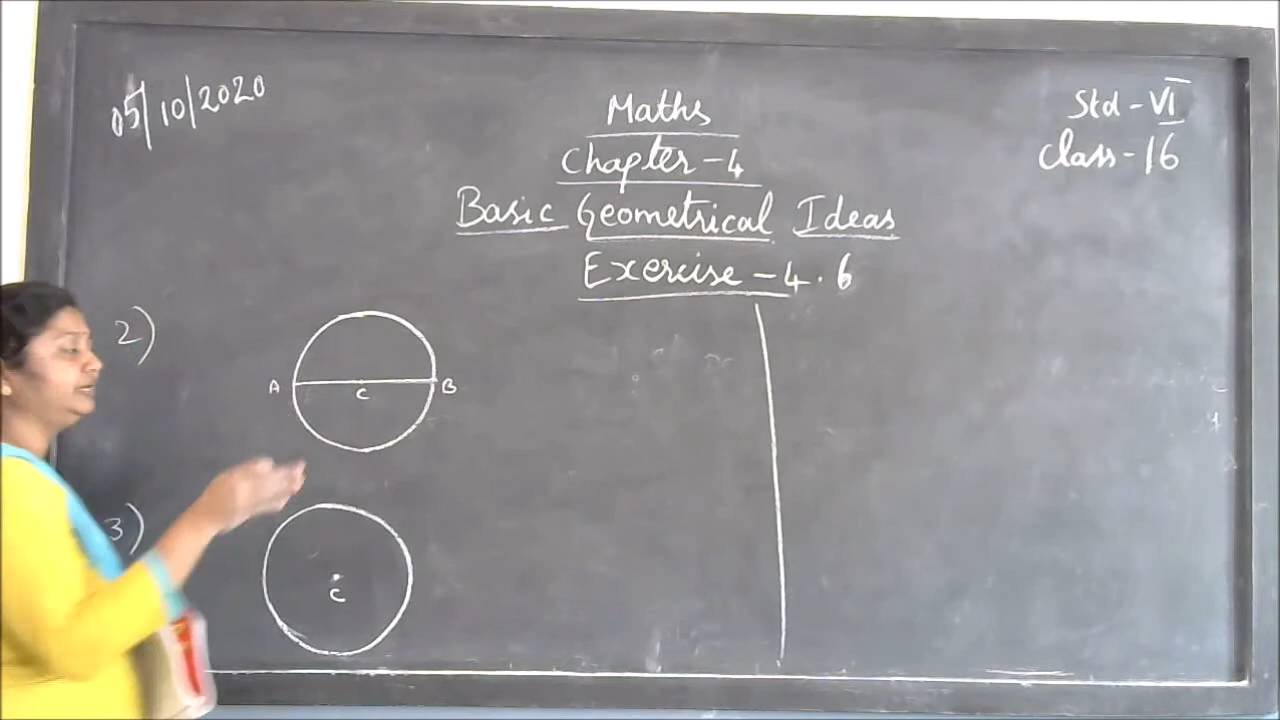 05/10/2020
Maths
Std - VI
Chapter - 4
Class - 16
Basic Geometrical Ideas
Exercise - 4.6
2)
A C B
3)
C